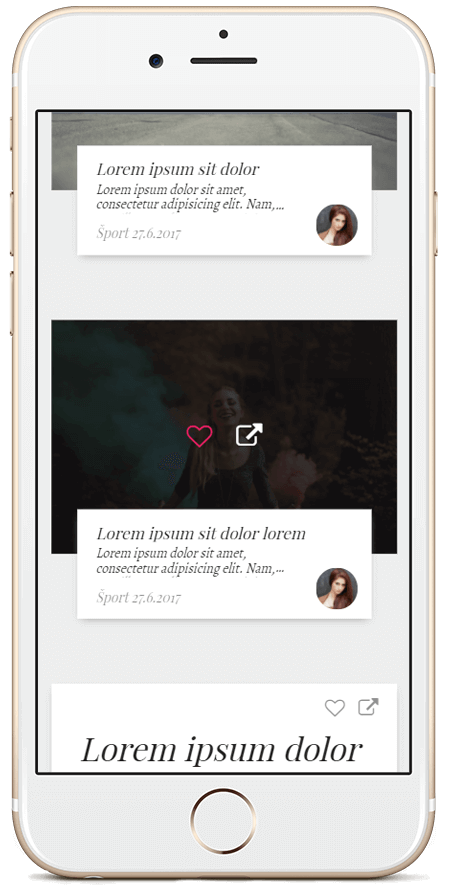 Lorem ipsum sit dolor
Lorem ipsum dolor sit amet,
consectetur adipisicing elit. Nam,...
Šport 27.6.2017
Lorem ipsum sit dolor lorem
Lorem ipsum dolor sit amet,
consectetur adipisicing elit. Nam,...
Šport 27.6.2017
Lorem ipsum dolor